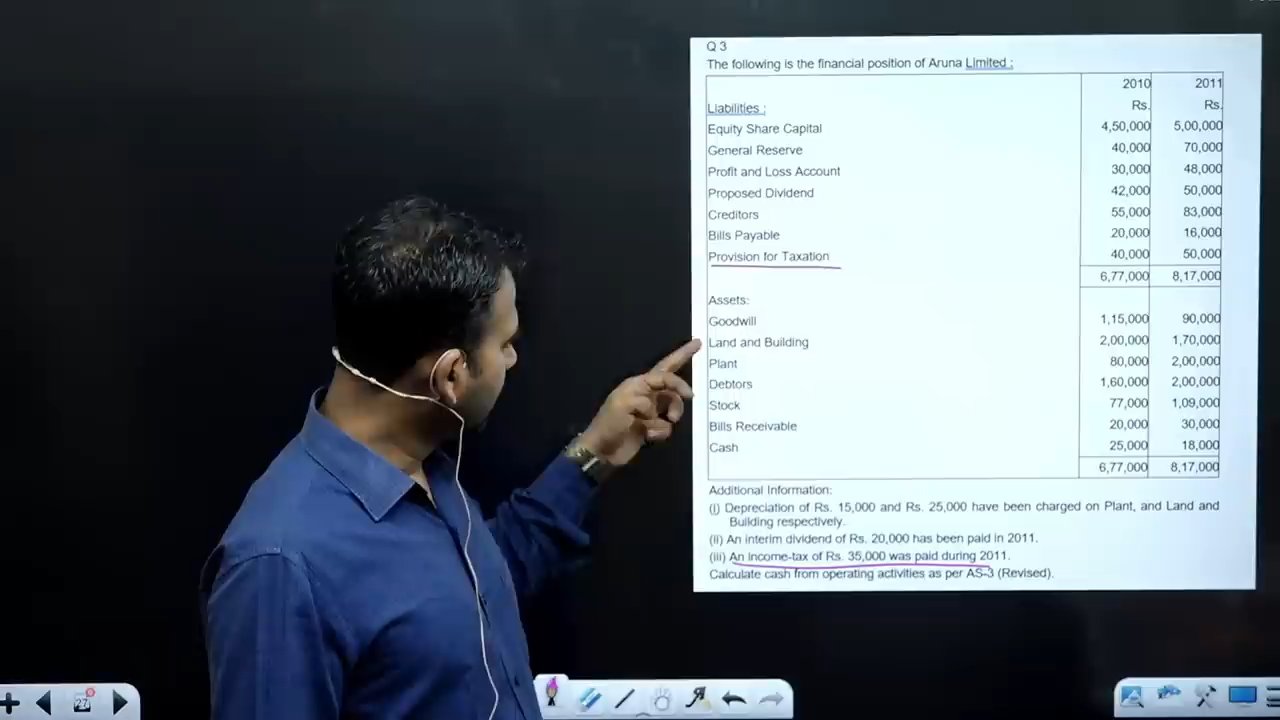 Q 3
The following is the financial position of Aruna Limited :
2010 2011
Liabilities : Rs. Rs.
Equity Share Capital 4,50,000 5,00,000
General Reserve 40,000 70,000
Profit and Loss Account 30,000 48,000
Proposed Dividend 42,000 50,000
Creditors 55,000 83,000
Bills Payable 20,000 16,000
Provision for Taxation 40,000 50,000
6,77,000 8,17,000
Assets:
Goodwill 1,15,000 90,000
Land and Building 2,00,000 1,70,000
Plant 80,000 2,00,000
Debtors 1,60,000 2,00,000
Stock 77,000 1,09,000
Bills Receivable 20,000 30,000
Cash 25,000 18,000
6,77,000 8,17,000
Additional Information:
(i) Depreciation of Rs. 15,000 and Rs. 25,000 have been charged on Plant, and Land and
Building respectively.
(ii) An interim dividend of Rs. 20,000 has been paid in 2011.
(iii) An income-tax of Rs. 35,000 was paid during 2011.
Calculate cash from operating activities as per AS-3 (Revised).
27